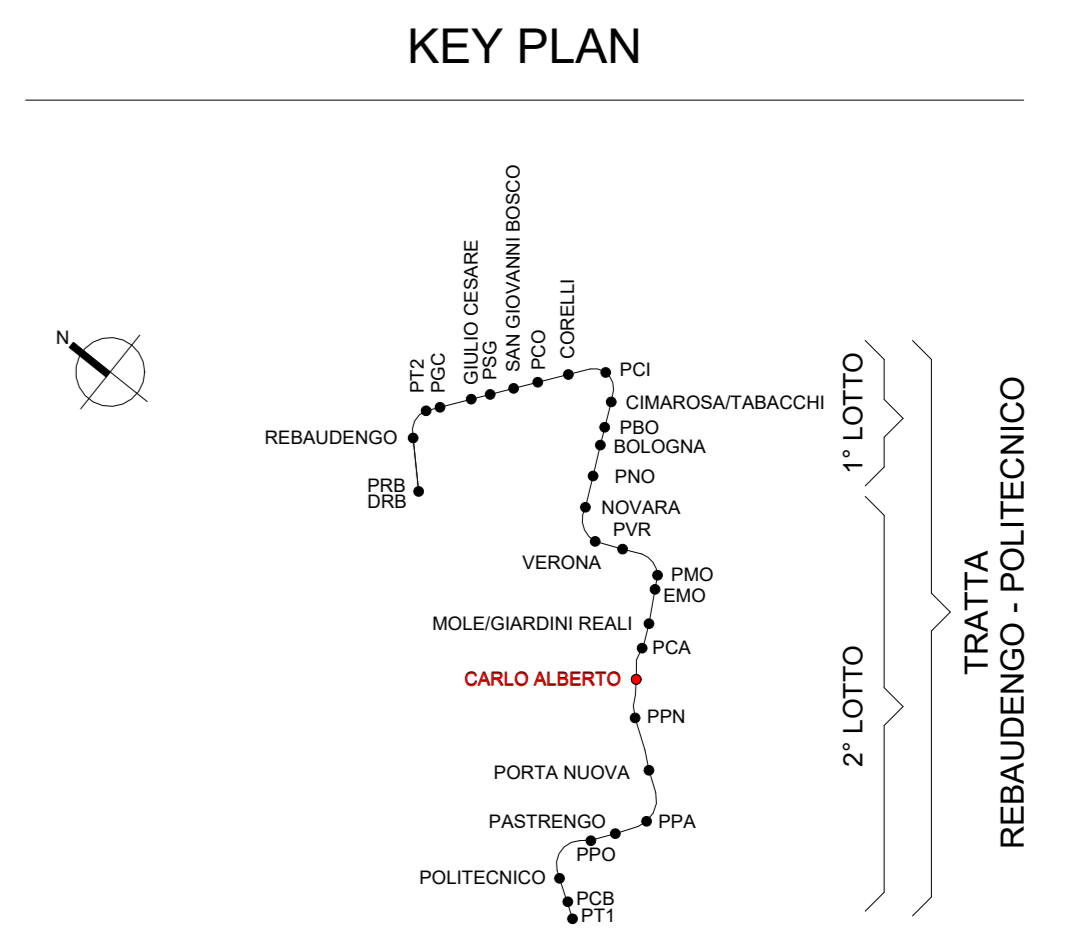 KEY PLAN
N
PT2
PGC
GIULIO CESARE
PSG
SAN GIOVANNI BOSCO
PCO
CORELLI
PCI
CIMAROSA/TABACCHI
PBO
BOLOGNA
PNO
NOVARA
PVR
VERONA
PMO
EMO
MOLE/GIARDINI REALI
PCA
CARLO ALBERTO
PPN
PORTA NUOVA
PASTRENGO
PPA
PPO
POLITECNICO
PCB
PT1
REBAUDENGO
PRB
DRB
1° LOTTO
2° LOTTO
TRATTA
REBAUDENGO - POLITECNICO